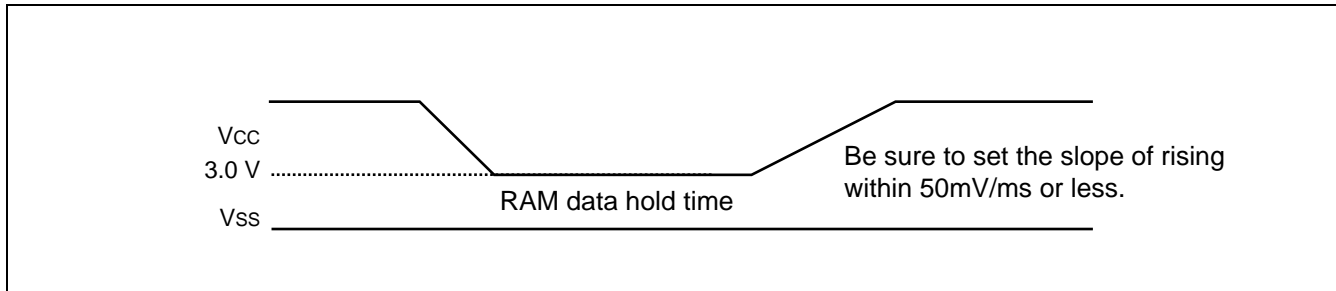 Vcc
3.0 V
RAM data hold time
Vss
Be sure to set the slope of rising
within 50mV/ms or less.